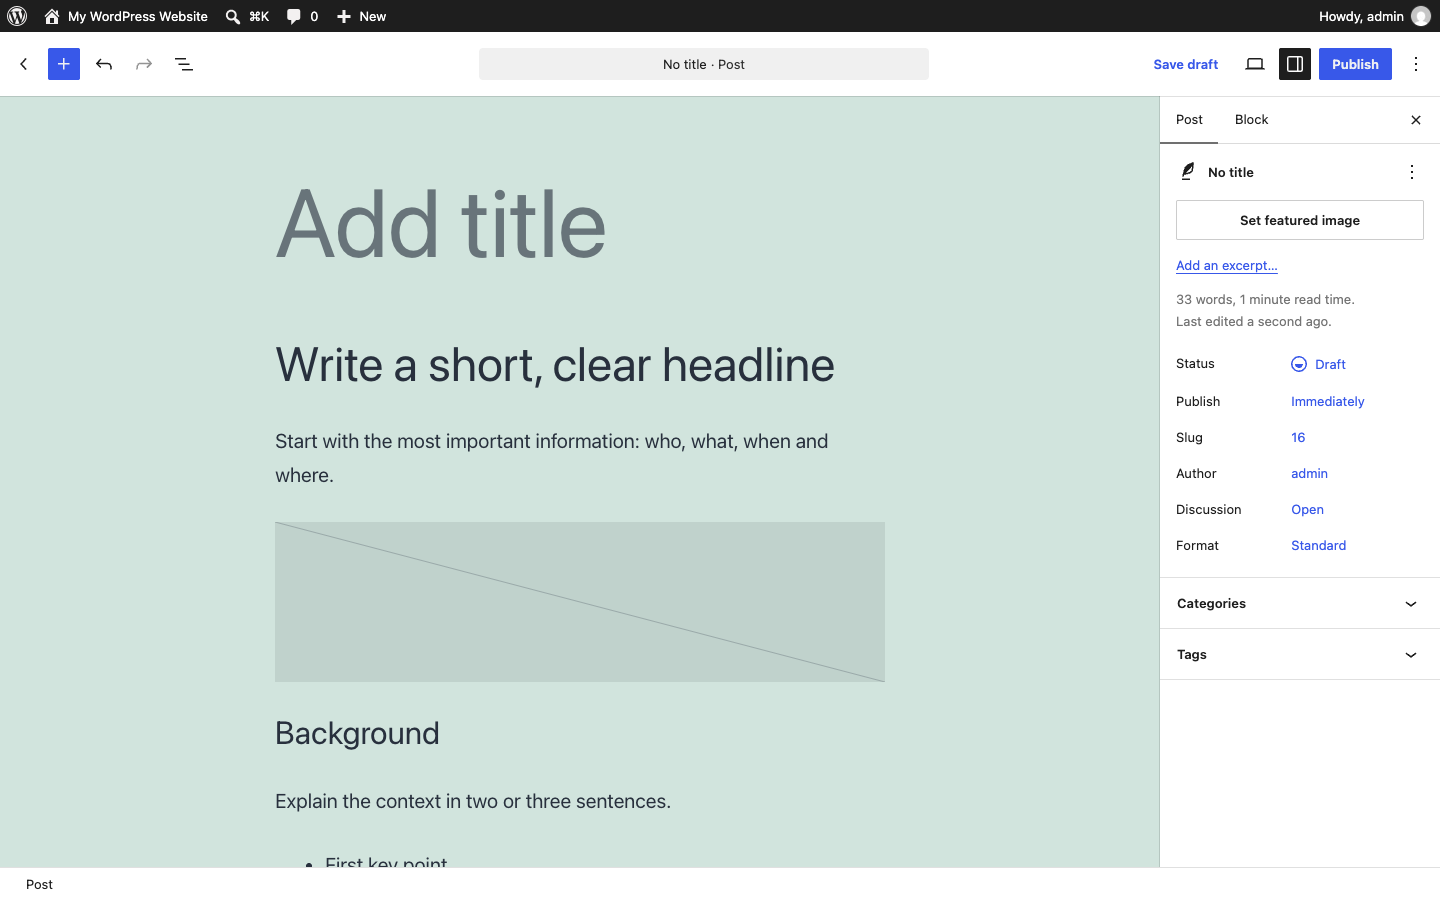 My WordPress Website ⌘K 0 New Howdy, admin
No title · Post Save draft Publish
Post Block
No title
Set featured image
Add an excerpt…
33 words, 1 minute read time.
Last edited a second ago.
Status Draft
Publish Immediately
Slug 16
Author admin
Discussion Open
Format Standard
Categories
Tags
Add title
Write a short, clear headline
Start with the most important information: who, what, when and
where.
Background
Explain the context in two or three sentences.
• First key point
Post